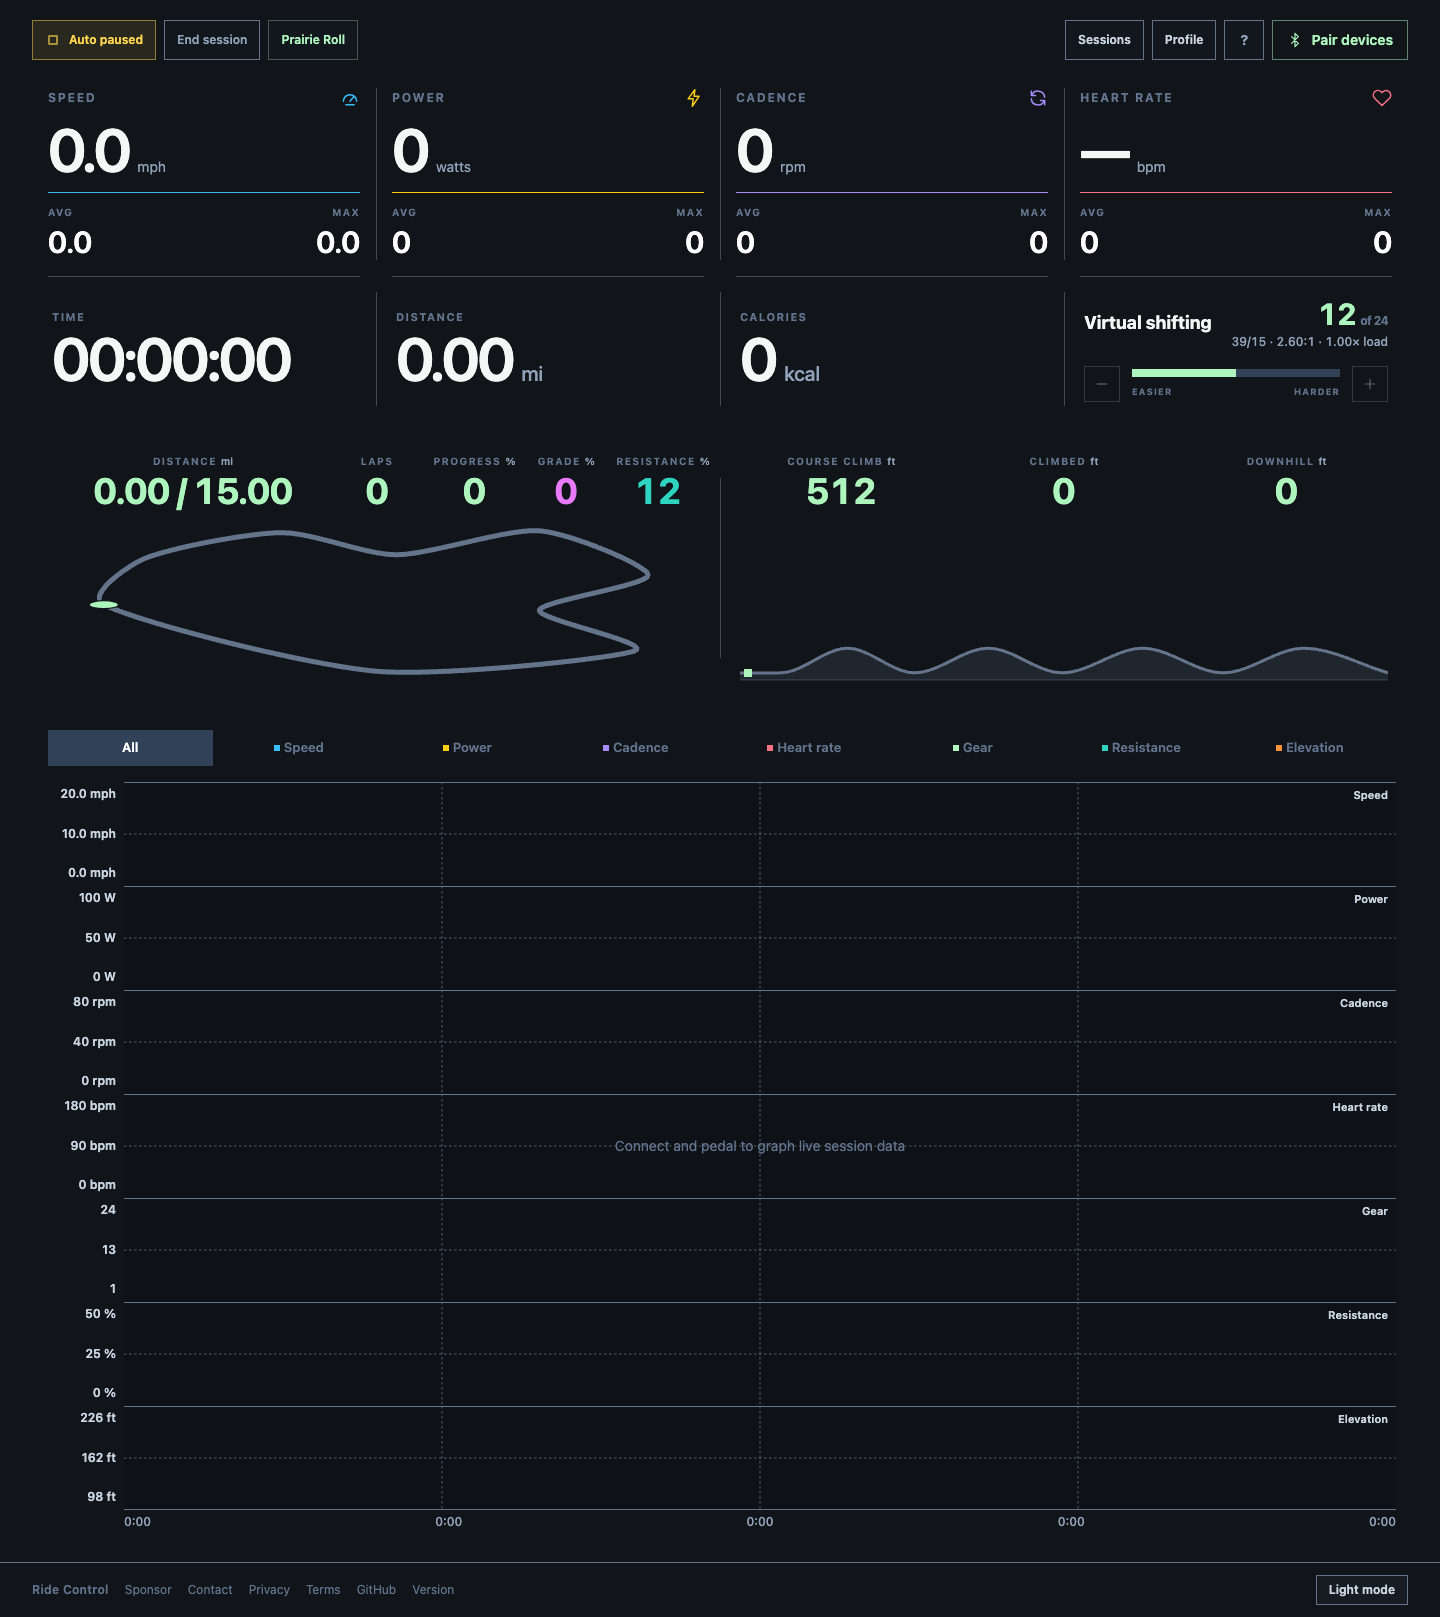 Auto paused End session Prairie Roll Sessions Profile ? Pair devices
SPEED POWER CADENCE HEART RATE
0.0 mph 0 watts 0 rpm — bpm
AVG MAX AVG MAX AVG MAX AVG MAX
0.0 0.0 0 0 0 0 0 0
TIME DISTANCE CALORIES Virtual shifting 12 of 24
39/15 · 2.60:1 · 1.00× load
00:00:00 0.00 mi 0 kcal − +
EASIER HARDER
DISTANCE mi LAPS PROGRESS % GRADE % RESISTANCE % COURSE CLIMB ft CLIMBED ft DOWNHILL ft
0.00 / 15.00 0 0 0 12 512 0 0
All Speed Power Cadence Heart rate Gear Resistance Elevation
20.0 mph Speed
10.0 mph
0.0 mph
100 W Power
50 W
0 W
80 rpm Cadence
40 rpm
0 rpm
180 bpm Heart rate
90 bpm Connect and pedal to graph live session data
0 bpm
24 Gear
13
1
50 % Resistance
25 %
0 %
226 ft Elevation
162 ft
98 ft
0:00 0:00 0:00 0:00 0:00
Ride Control Sponsor Contact Privacy Terms GitHub Version Light mode